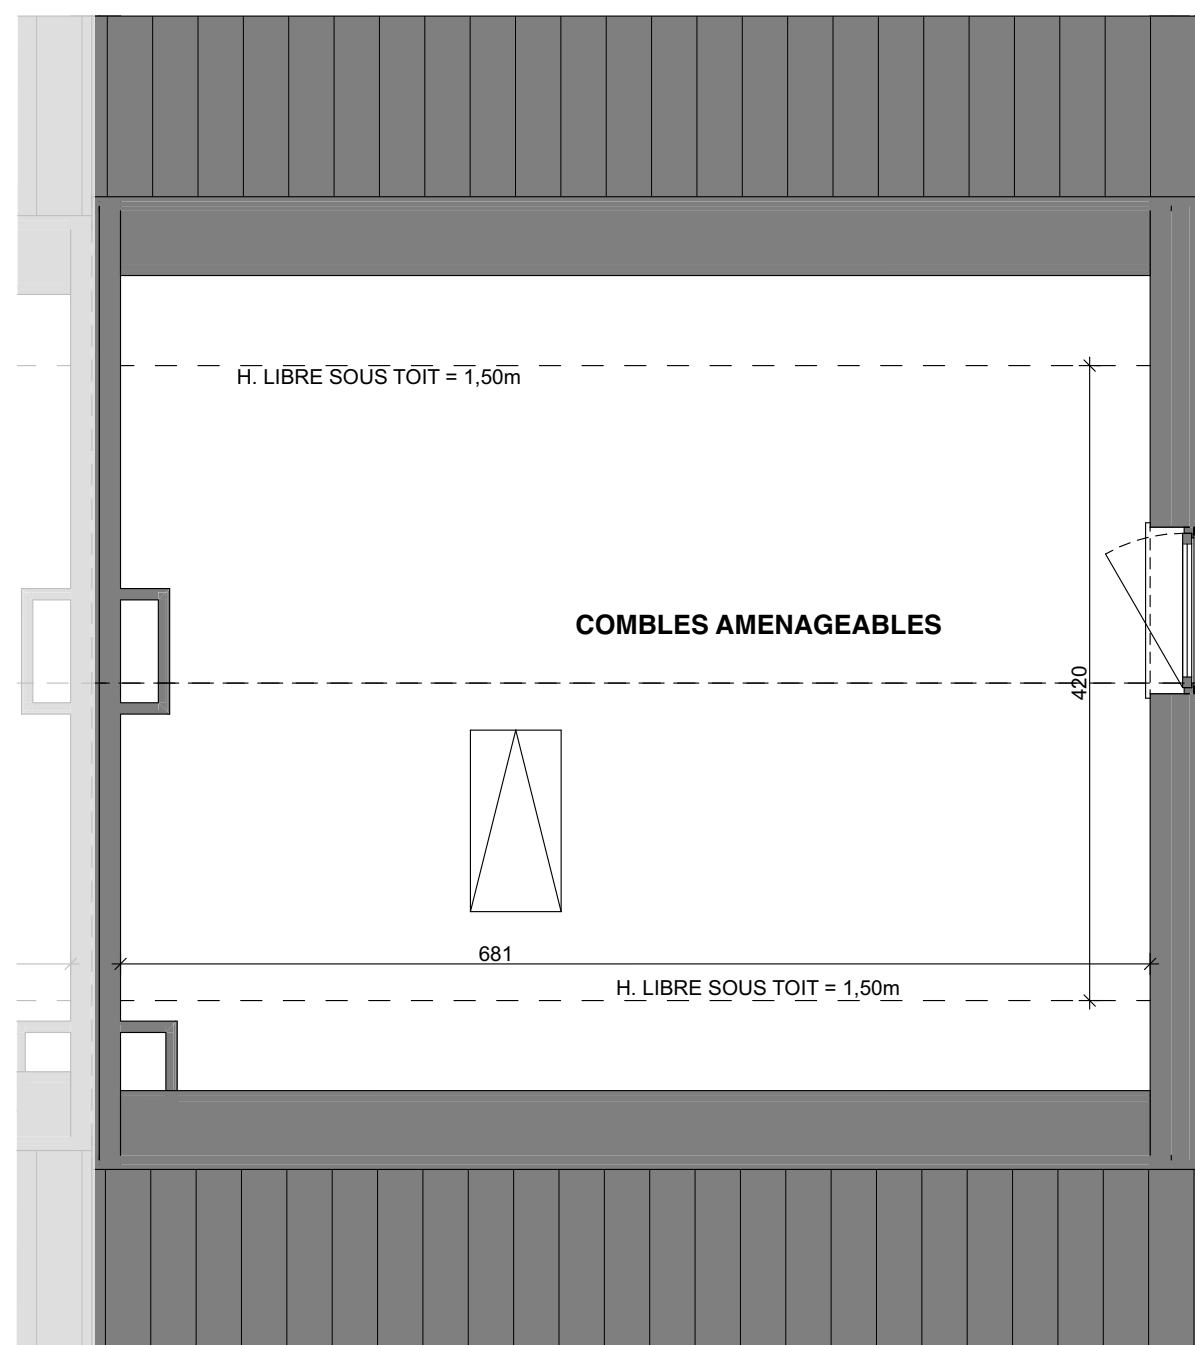 H. LIBRE SOUS TOIT = 1,50m
COMBLES AMENAGEABLES
420
681
H. LIBRE SOUS TOIT = 1,50m